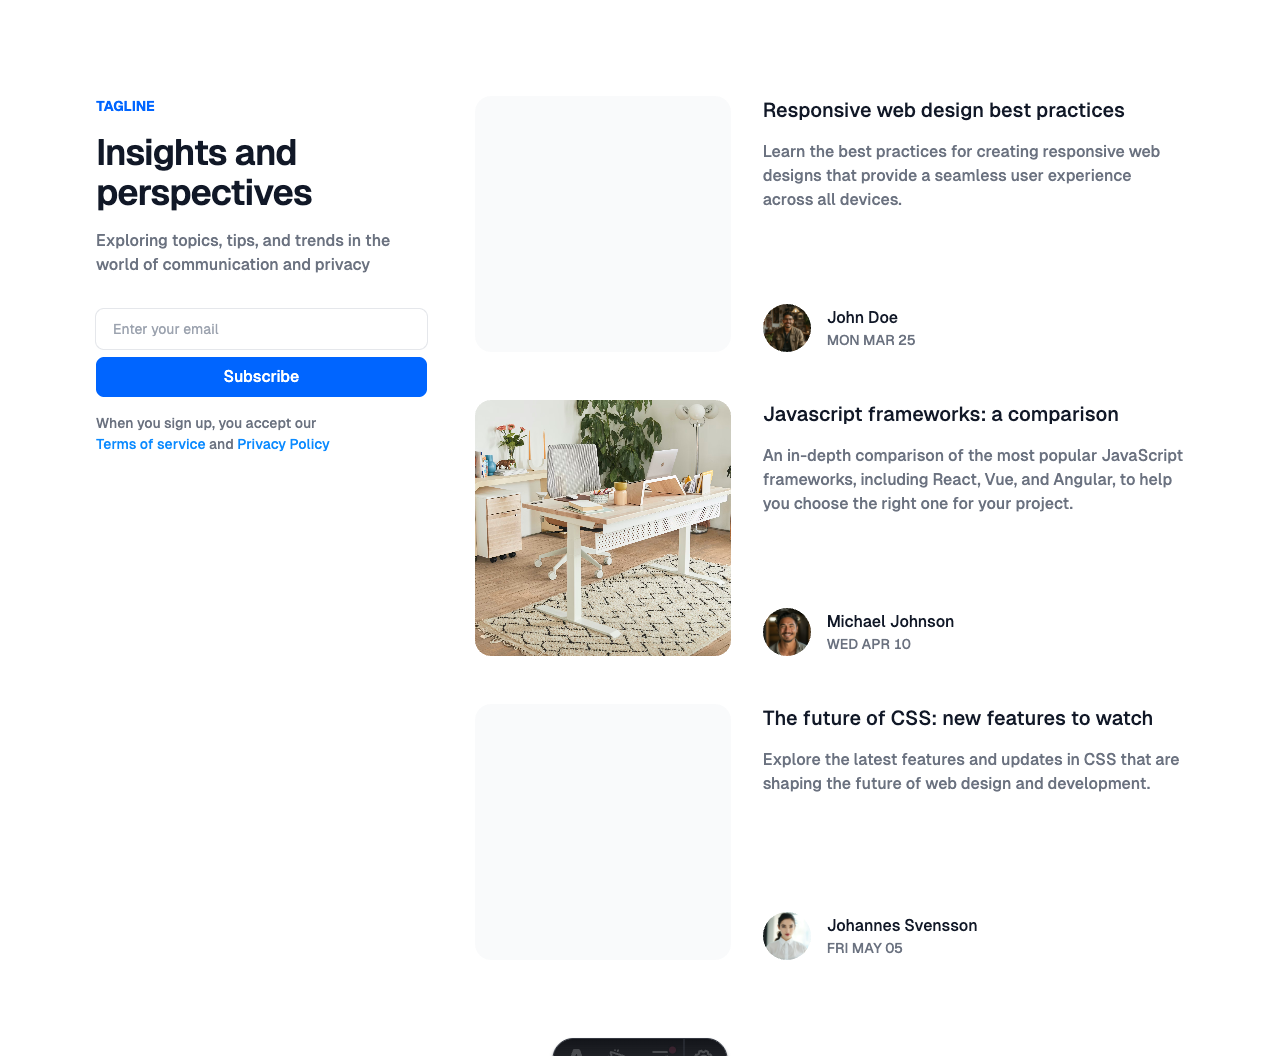 TAGLINE
Insights and
perspectives
Exploring topics, tips, and trends in the
world of communication and privacy
Enter your email
Subscribe
When you sign up, you accept our
Terms of service and Privacy Policy
Responsive web design best practices
Learn the best practices for creating responsive web
designs that provide a seamless user experience
across all devices.
John Doe
MON MAR 25
Javascript frameworks: a comparison
An in-depth comparison of the most popular JavaScript
frameworks, including React, Vue, and Angular, to help
you choose the right one for your project.
Michael Johnson
WED APR 10
The future of CSS: new features to watch
Explore the latest features and updates in CSS that are
shaping the future of web design and development.
Johannes Svensson
FRI MAY 05